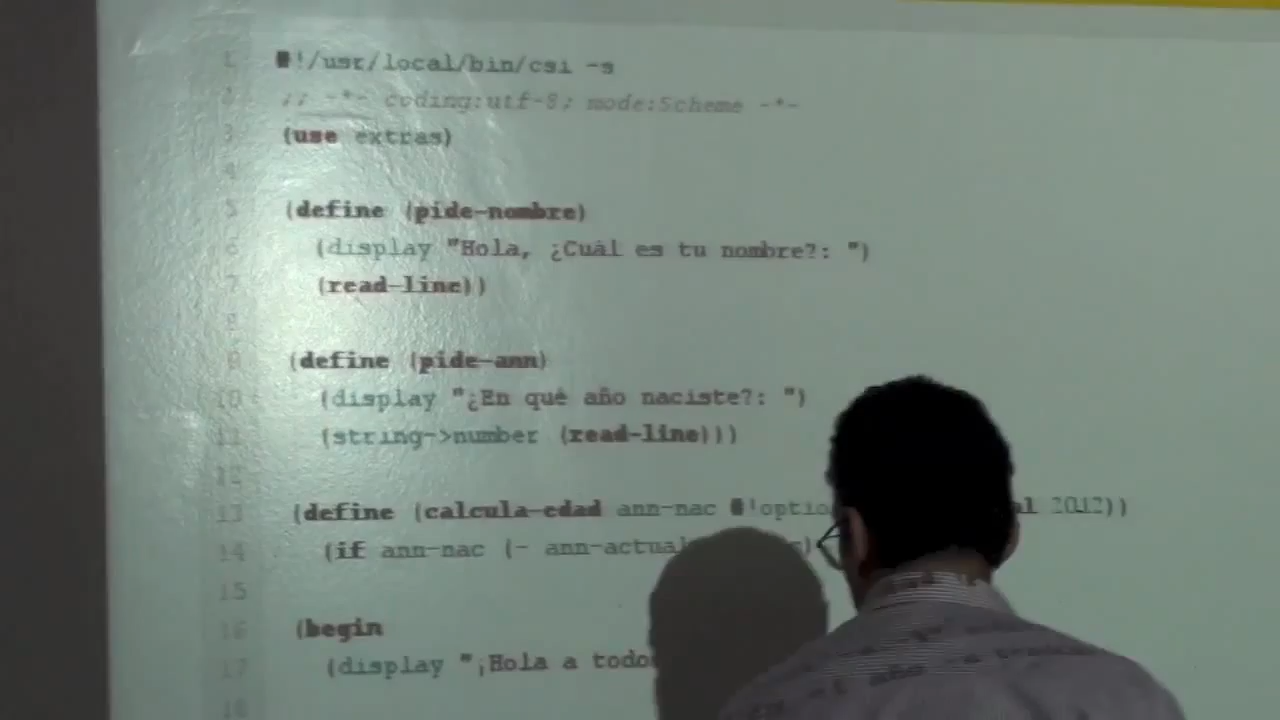 1 #!/usr/local/bin/csi -s
2 ;; -*- coding:utf-8; mode:Scheme -*-
3 (use extras)
4
5 (define (pide-nombre)
6 (display "Hola, ¿Cuál es tu nombre?: ")
7 (read-line))
8
9 (define (pide-ann)
10 (display "¿En qué año naciste?: ")
11 (string->number (read-line)))
12
13 (define (calcula-edad ann-nac #!optio al 2012))
14 (if ann-nac (- ann-actual
15
16 (begin
17 (display "¡Hola a todo
18